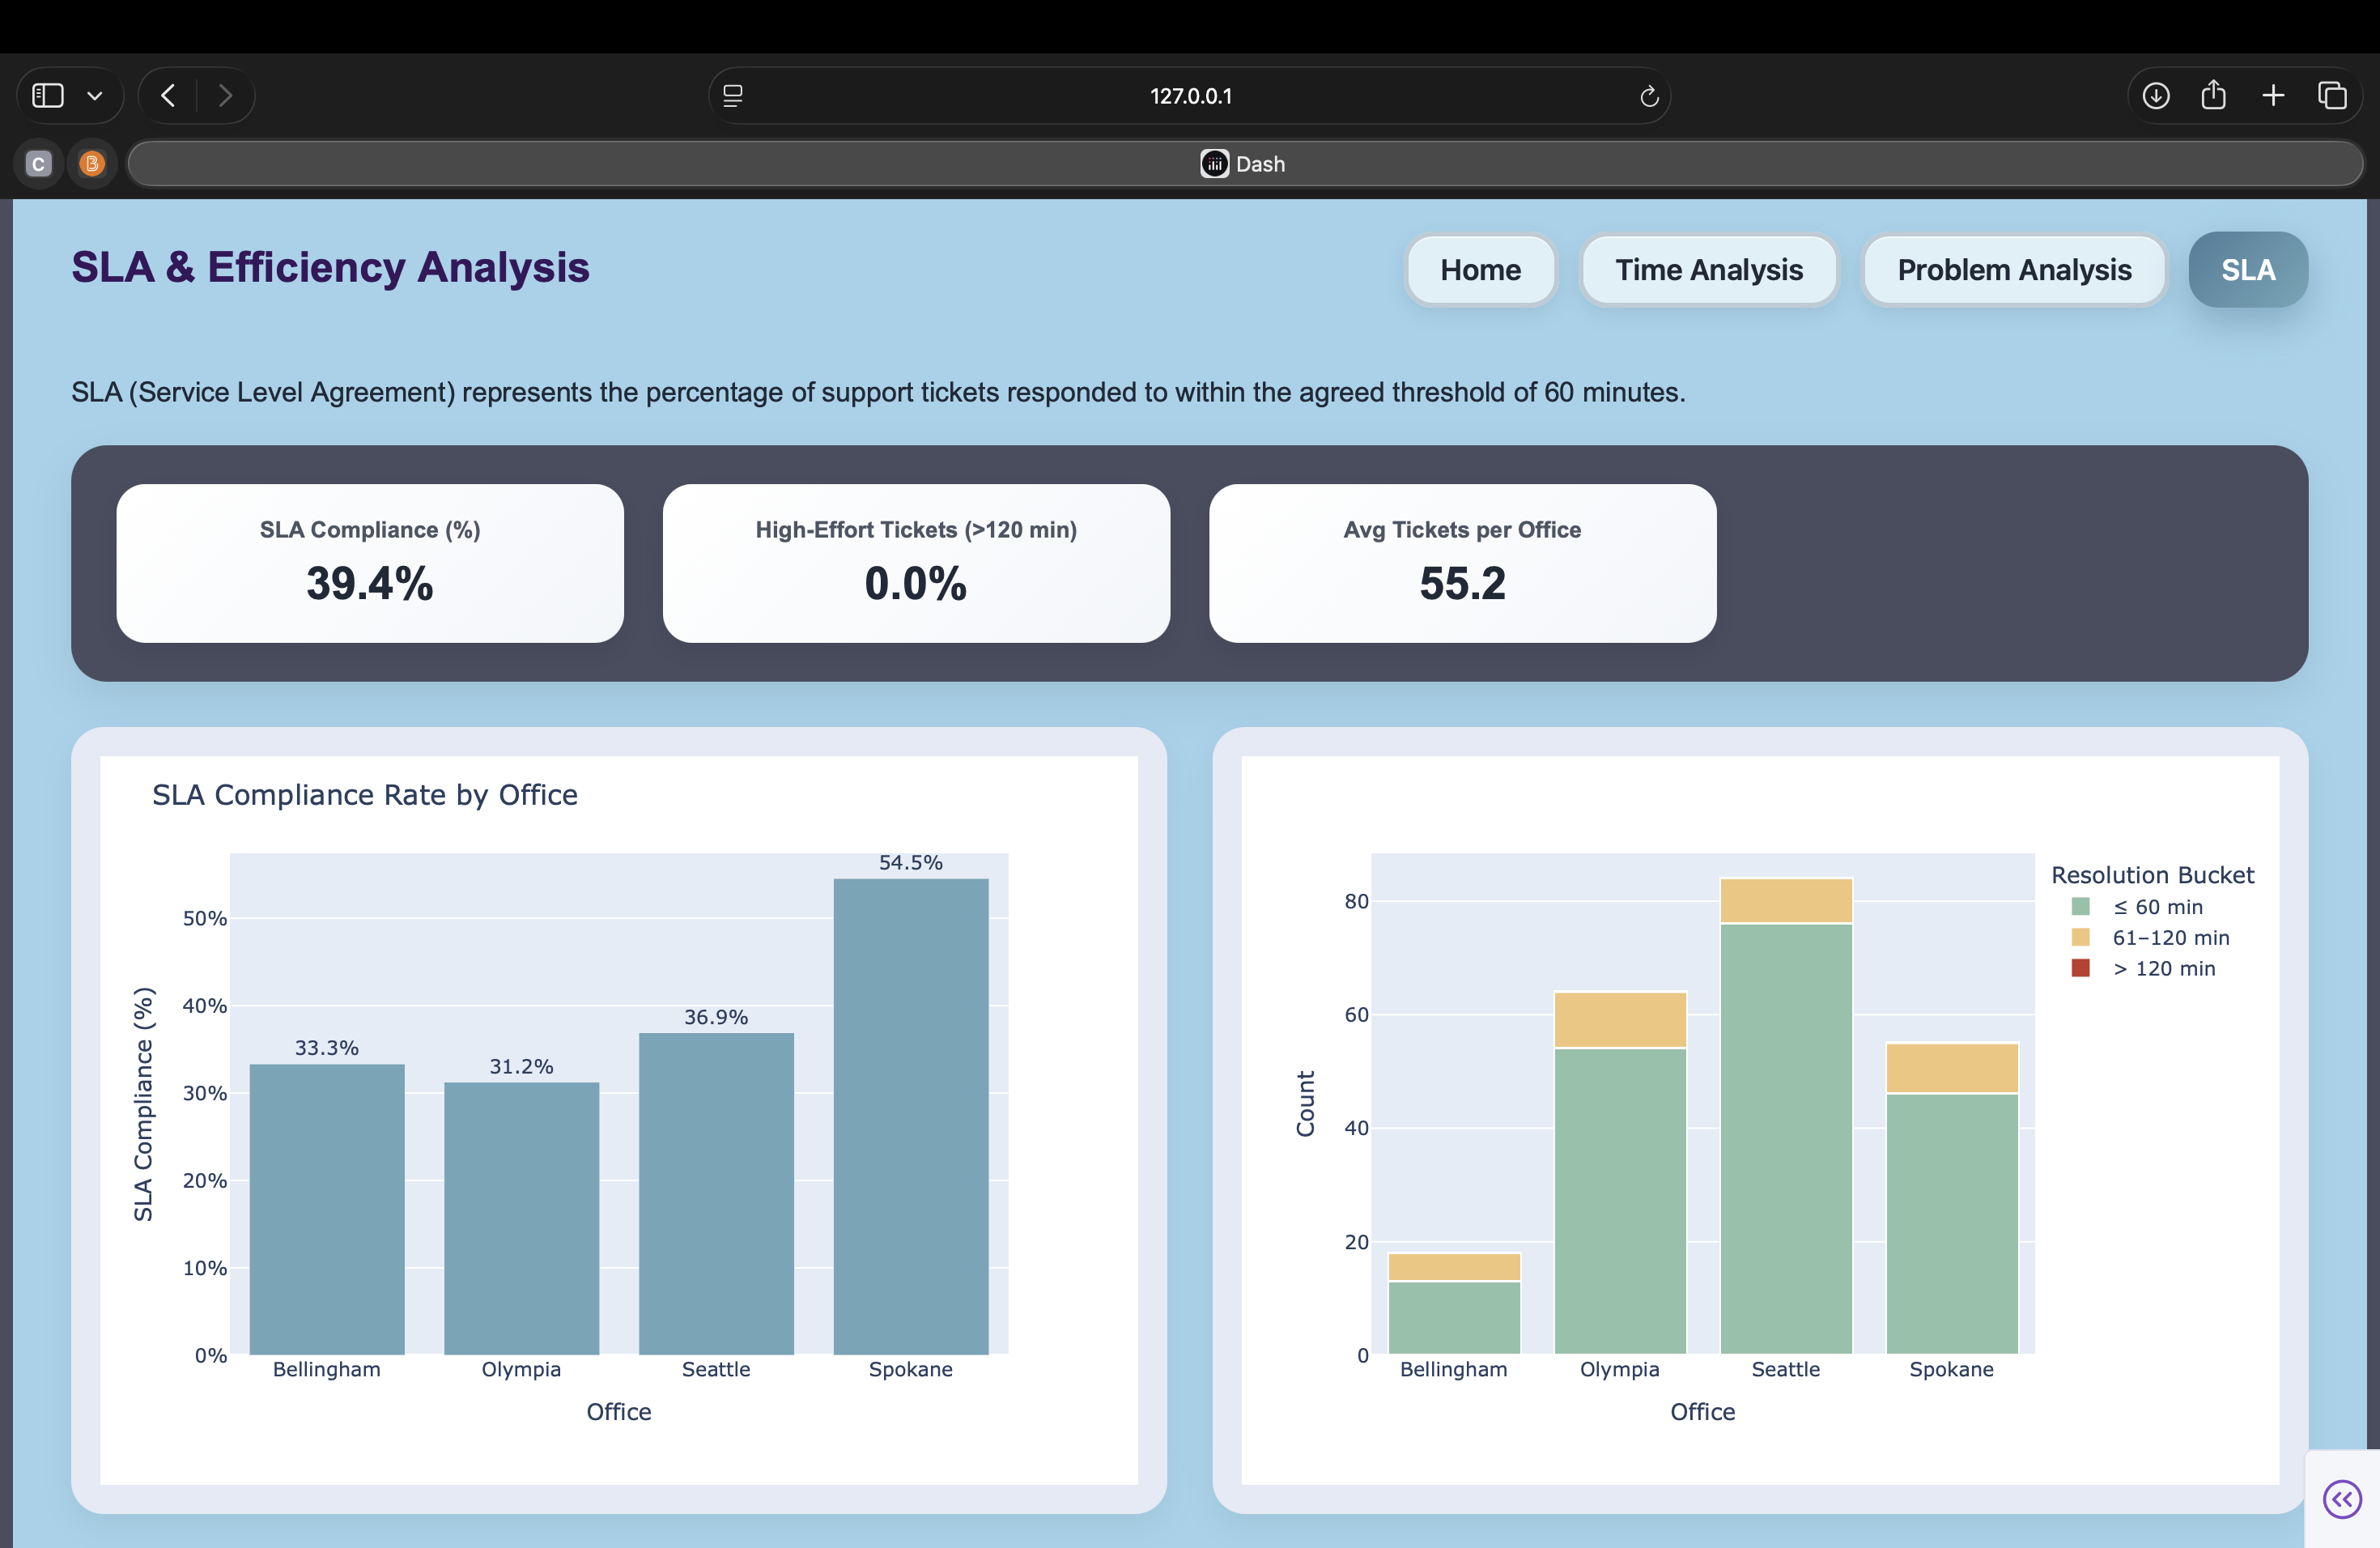 127.0.0.1
C
B
Dash
SLA & Efficiency Analysis
Home
Time Analysis
Problem Analysis
SLA
SLA (Service Level Agreement) represents the percentage of support tickets responded to within the agreed threshold of 60 minutes.
SLA Compliance (%)
39.4%
High-Effort Tickets (>120 min)
0.0%
Avg Tickets per Office
55.2
SLA Compliance Rate by Office
54.5%
36.9%
33.3%
31.2%
50%
40%
30%
20%
10%
0%
SLA Compliance (%)
Bellingham
Olympia
Seattle
Spokane
Office
80
60
40
20
0
Count
Bellingham
Olympia
Seattle
Spokane
Office
Resolution Bucket
≤ 60 min
61–120 min
> 120 min